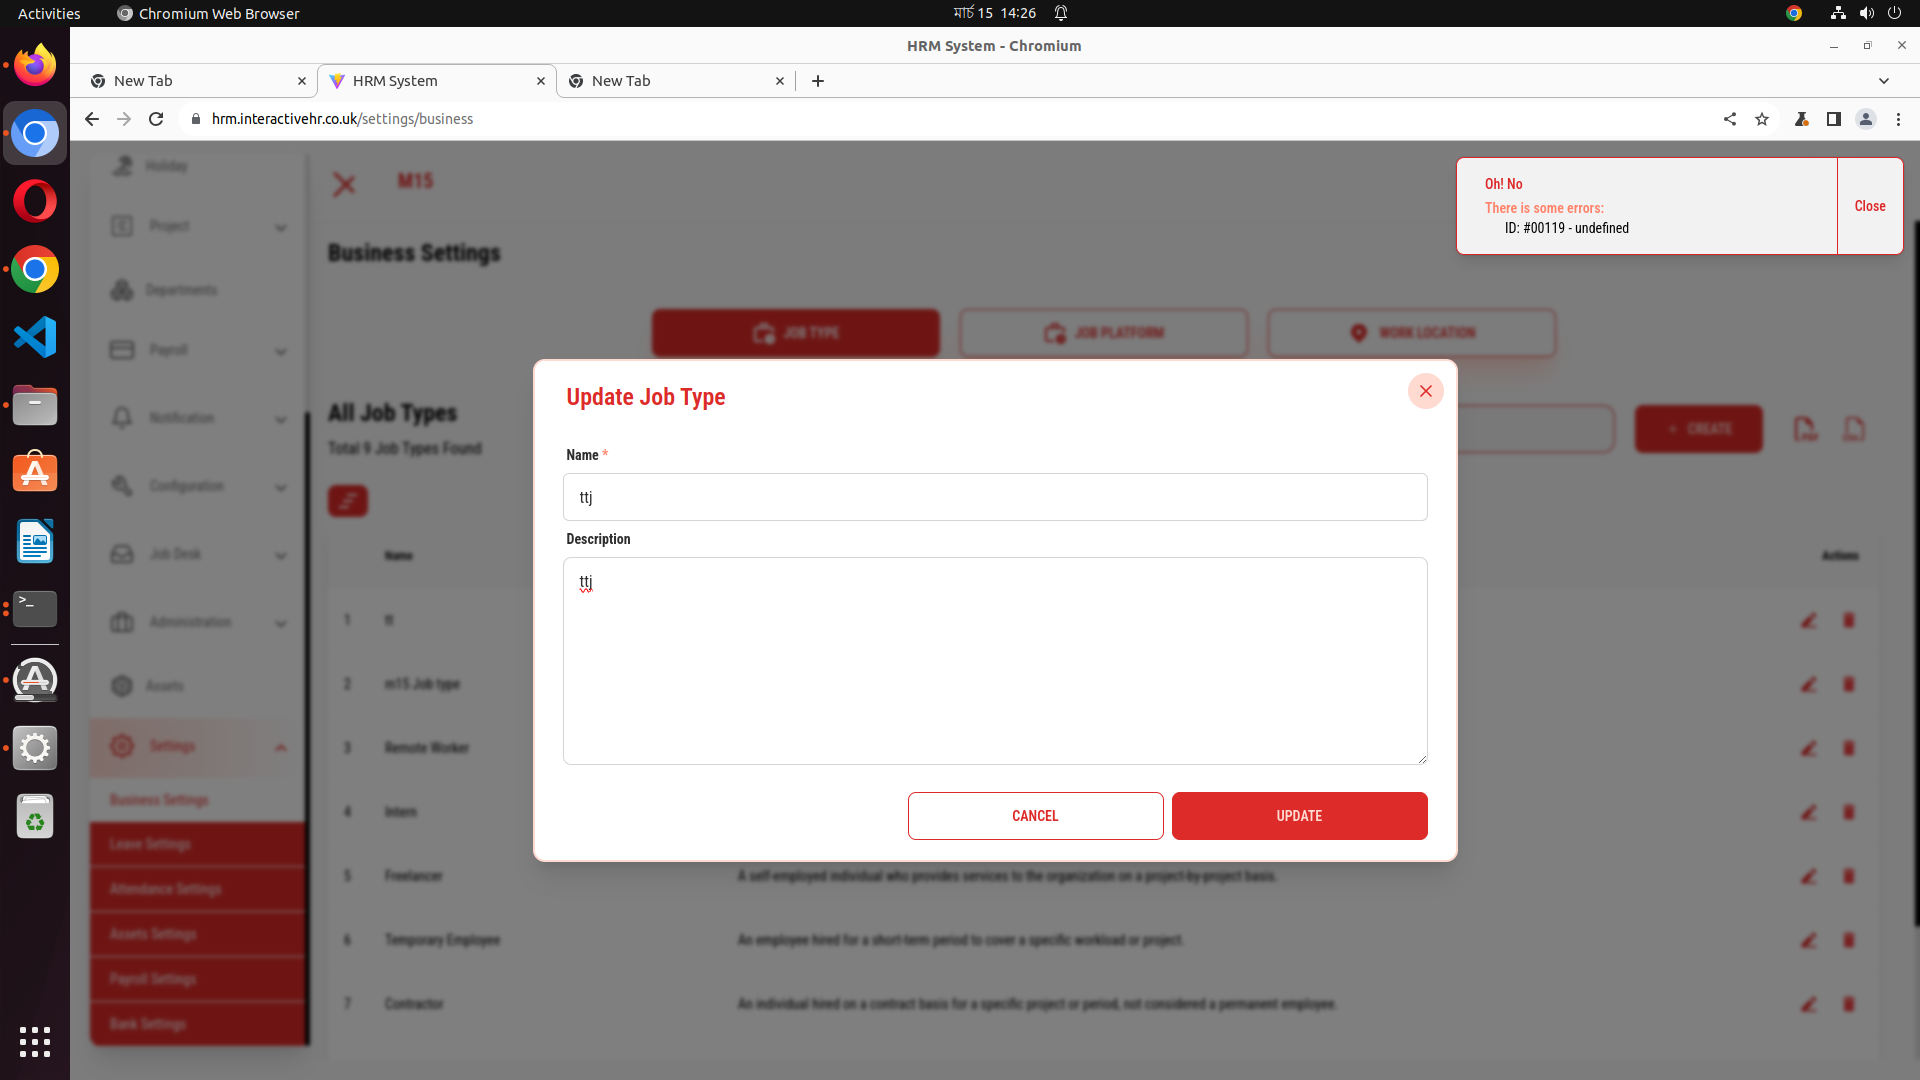 Activities
Chromium Web Browser
মার্চ 15 14:26
HRM System - Chromium
New Tab
HRM System
New Tab
hrm.interactivehr.co.uk/settings/business
Holiday
Project
Departments
Payroll
Notification
Configuration
Job Desk
Administration
Assets
Settings
Business Settings
Leave Settings
Attendance Settings
Assets Settings
Payroll Settings
Bank Settings
M15
Business Settings
JOB TYPE
JOB PLATFORM
WORK LOCATION
All Job Types
Total 9 Job Types Found
+ CREATE
Name
Actions
1 tt
2 m15 Job type
3 Remote Worker
4 Intern
5 Freelancer A self-employed individual who provides services to the organization on a project-by-project basis.
6 Temporary Employee An employee hired for a short-term period to cover a specific workload or project.
7 Contractor An individual hired on a contract basis for a specific project or period, not considered a permanent employee.
Oh! No
There is some errors:
ID: #00119 - undefined
Close
Update Job Type
Name *
ttj
Description
ttj
CANCEL
UPDATE